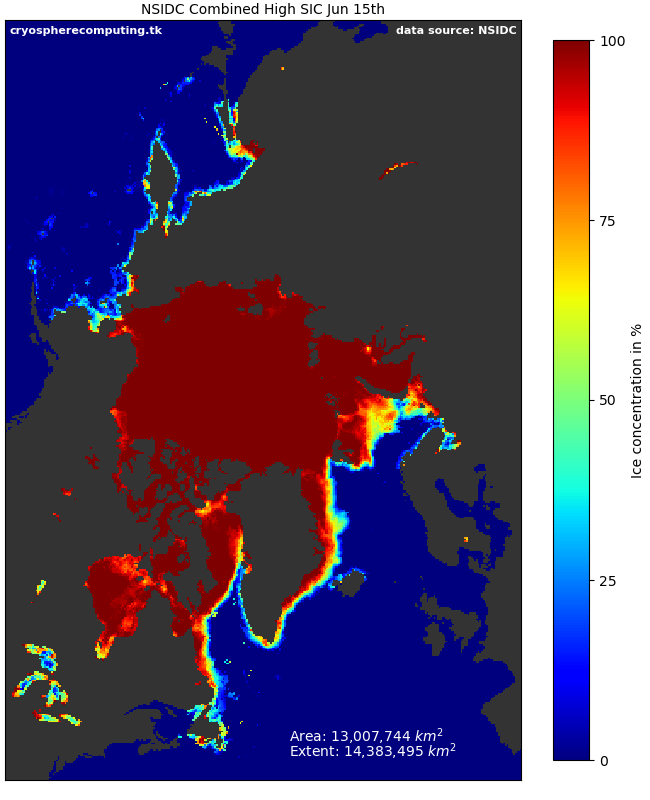 NSIDC Combined High SIC Jun 15th
cryospherecomputing.tk
data source: NSIDC
100
75
50
25
0
Ice concentration in %
Area: 13,007,744 km²
Extent: 14,383,495 km²